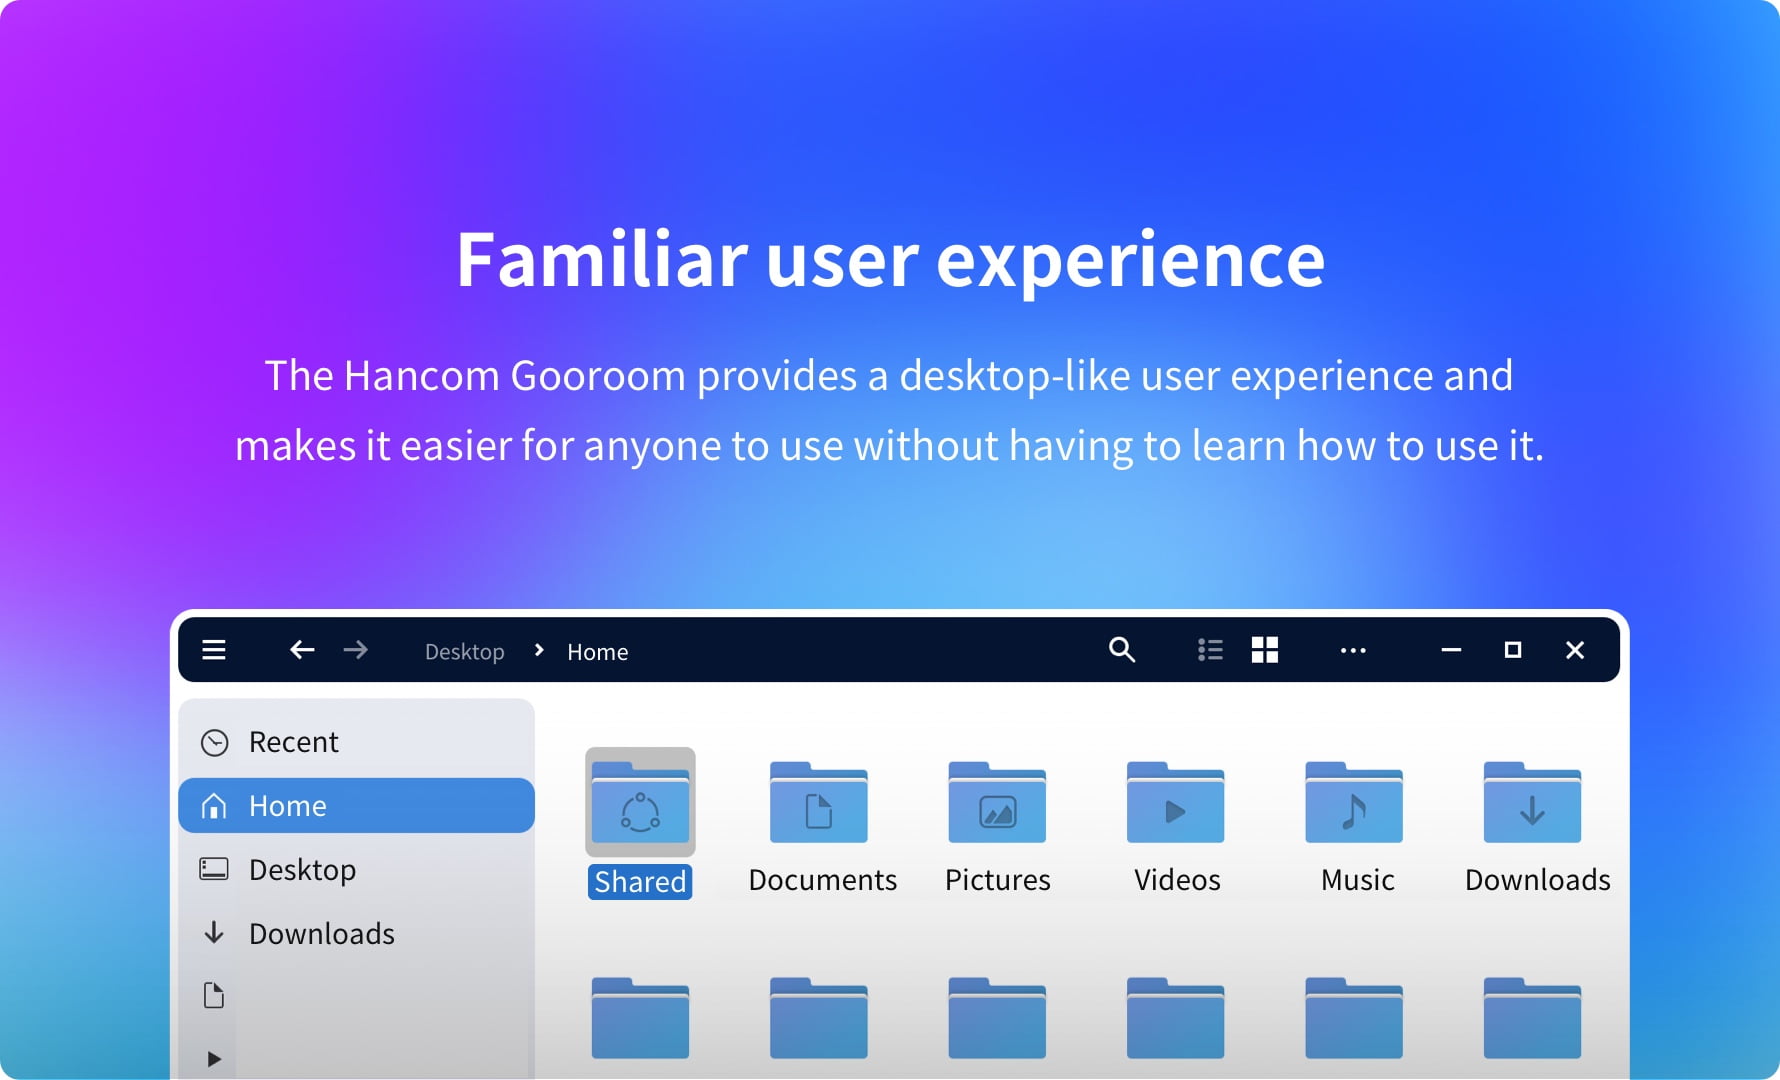 Familiar user experience
The Hancom Gooroom provides a desktop-like user experience and
makes it easier for anyone to use without having to learn how to use it.
Desktop Home
Recent
Home
Desktop
Downloads
Shared Documents Pictures Videos Music Downloads